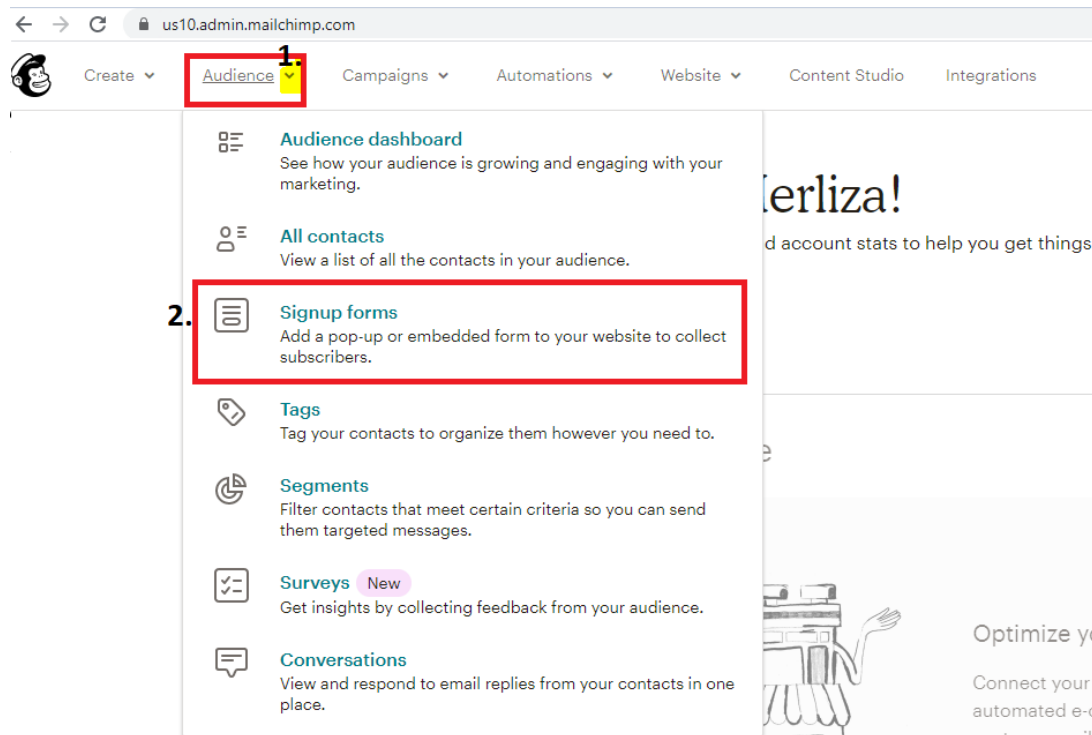 us10.admin.mailchimp.com
1.
Create Audience Campaigns Automations Website Content Studio Integrations
Audience dashboard
See how your audience is growing and engaging with your
marketing.
erliza!
d account stats to help you get things
All contacts
View a list of all the contacts in your audience.
2.
Signup forms
Add a pop-up or embedded form to your website to collect
subscribers.
Tags
Tag your contacts to organize them however you need to.
e
Segments
Filter contacts that meet certain criteria so you can send
them targeted messages.
Surveys New
Get insights by collecting feedback from your audience.
Optimize yo
Conversations
View and respond to email replies from your contacts in one
place.
Connect your
automated e-c